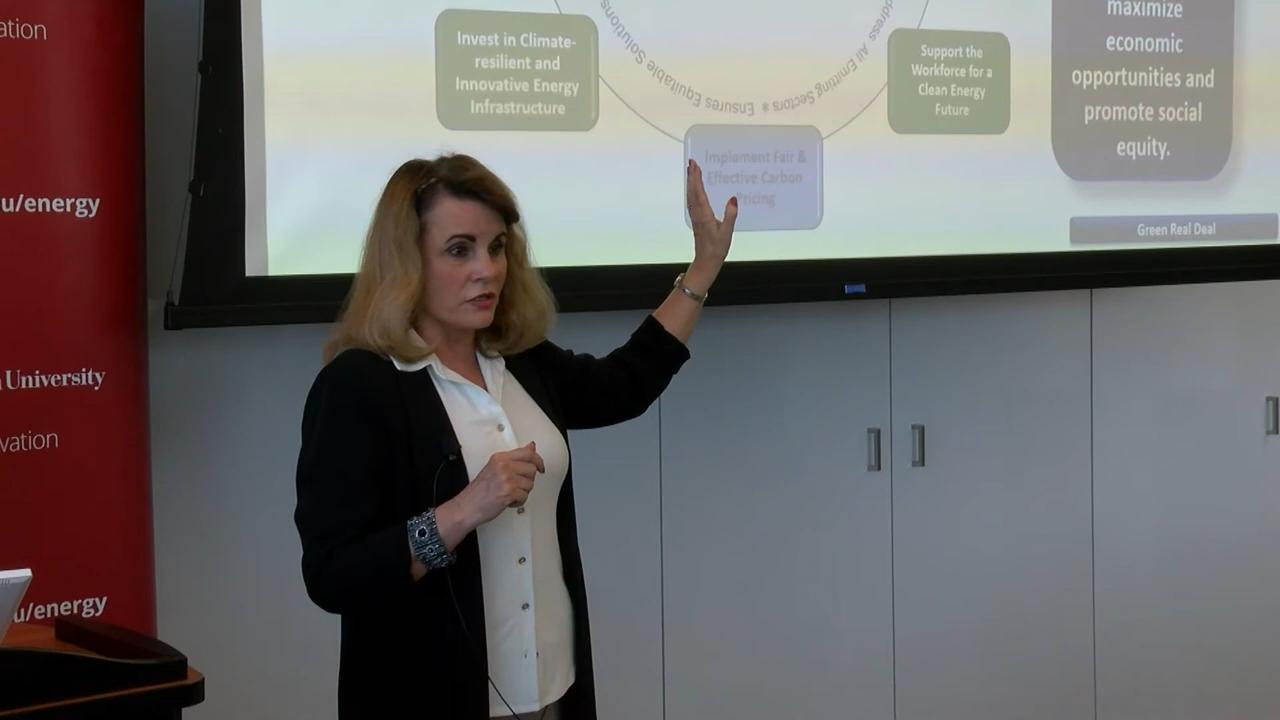 ation
u/energy
University
vation
u/energy
Invest in Climate-
resilient and
Innovative Energy
Infrastructure
Ensures Equitable Solutions
*
All Emitting Sectors
Support the
Workforce for a
Clean Energy
Future
Implement Fair &
Effective Carbon
Pricing
maximize
economic
opportunities and
promote social
equity.
Green Real Deal